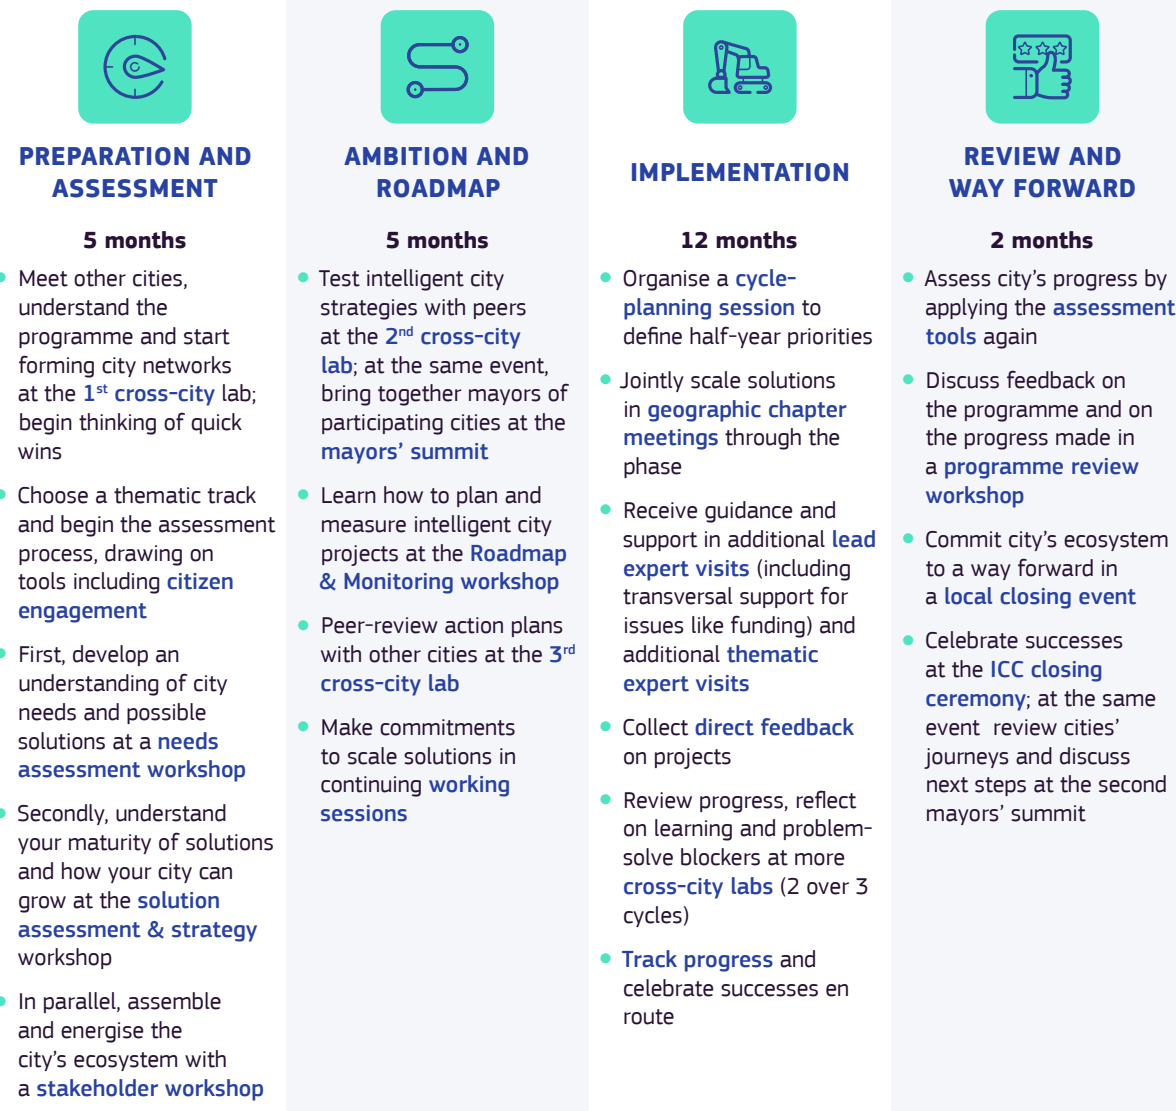 PREPARATION AND
ASSESSMENT
5 months
Meet other cities,
understand the
programme and start
forming city networks
at the 1st cross-city lab;
begin thinking of quick
wins
Choose a thematic track
and begin the assessment
process, drawing on
tools including citizen
engagement
First, develop an
understanding of city
needs and possible
solutions at a needs
assessment workshop
Secondly, understand
your maturity of solutions
and how your city can
grow at the solution
assessment & strategy
workshop
In parallel, assemble
and energise the
city's ecosystem with
a stakeholder workshop
AMBITION AND
ROADMAP
5 months
Test intelligent city
strategies with peers
at the 2nd cross-city
lab; at the same event,
bring together mayors of
participating cities at the
mayors' summit
Learn how to plan and
measure intelligent city
projects at the Roadmap
& Monitoring workshop
Peer-review action plans
with other cities at the 3rd
cross-city lab
Make commitments
to scale solutions in
continuing working
sessions
IMPLEMENTATION
12 months
Organise a cycle-
planning session to
define half-year priorities
Jointly scale solutions
in geographic chapter
meetings through the
phase
Receive guidance and
support in additional lead
expert visits (including
transversal support for
issues like funding) and
additional thematic
expert visits
Collect direct feedback
on projects
Review progress, reflect
on learning and problem-
solve blockers at more
cross-city labs (2 over 3
cycles)
Track progress and
celebrate successes en
route
REVIEW AND
WAY FORWARD
2 months
Assess city's progress by
applying the assessment
tools again
Discuss feedback on
the programme and on
the progress made in
a programme review
workshop
Commit city's ecosystem
to a way forward in
a local closing event
Celebrate successes
at the ICC closing
ceremony; at the same
event review cities'
journeys and discuss
next steps at the second
mayors' summit